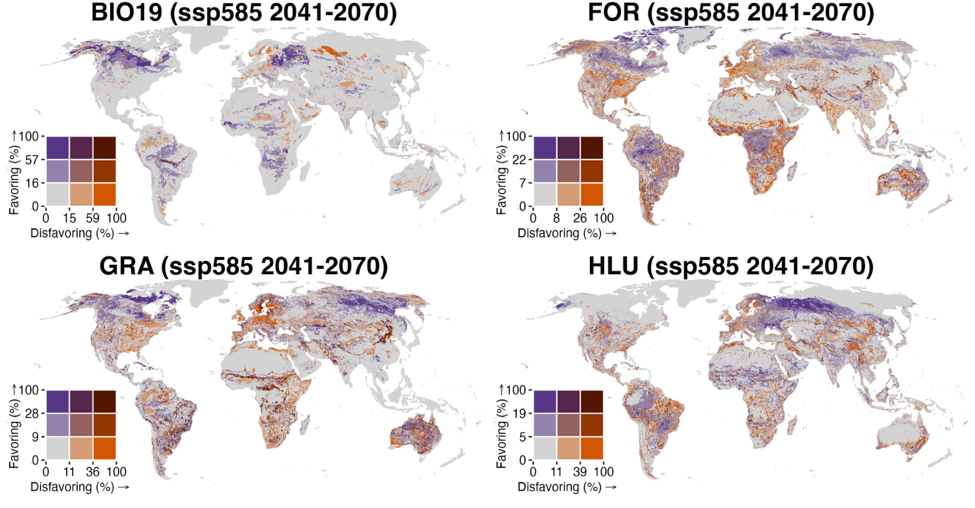 BIO19 (ssp585 2041-2070)
Favoring (%)
↑100
57
16
0
0 15 59 100
Disfavoring (%) →
FOR (ssp585 2041-2070)
Favoring (%)
↑100
22
7
0
0 8 26 100
Disfavoring (%) →
GRA (ssp585 2041-2070)
Favoring (%)
↑100
28
9
0
0 11 36 100
Disfavoring (%) →
HLU (ssp585 2041-2070)
Favoring (%)
↑100
19
5
0
0 11 39 100
Disfavoring (%) →